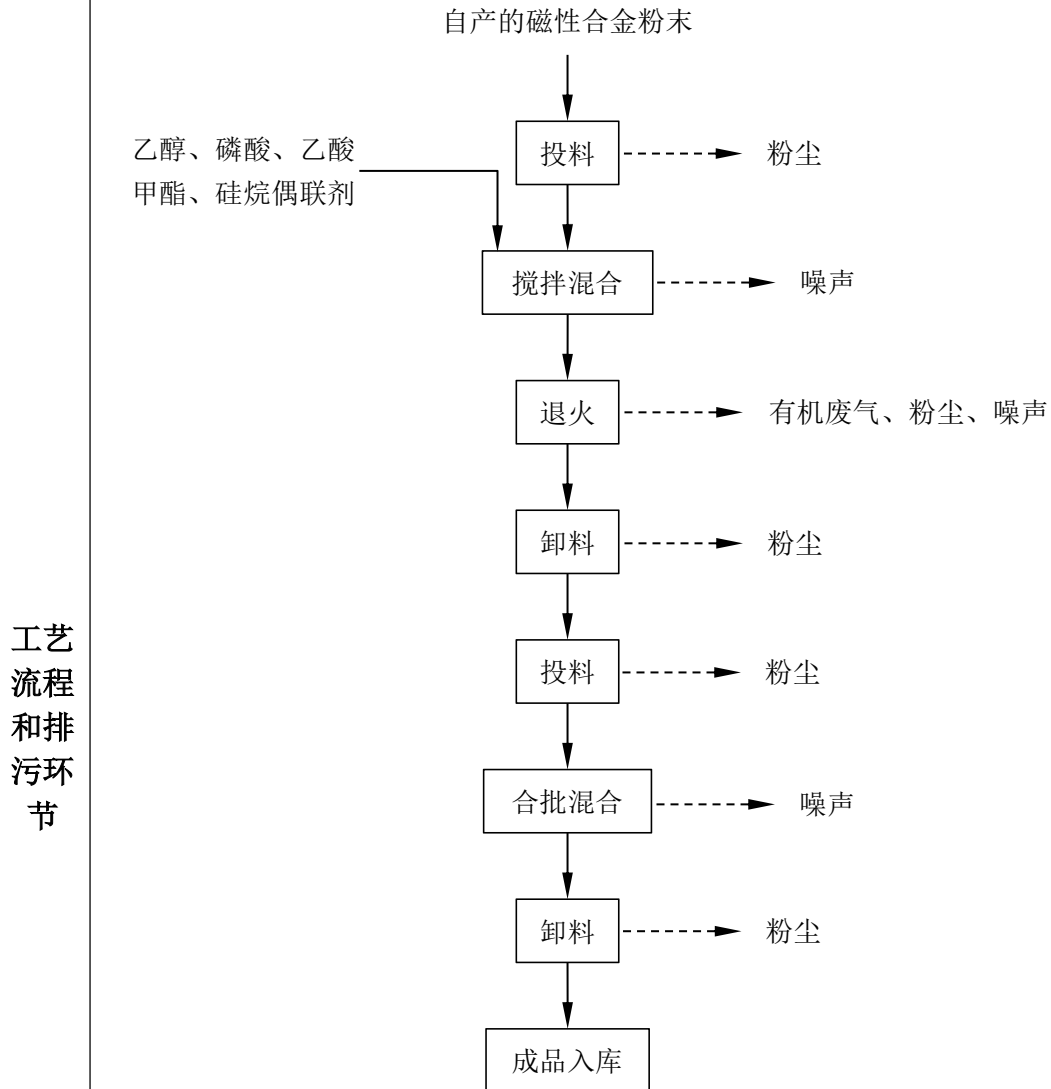 自产的磁性合金粉末
乙醇、磷酸、乙酸
甲酯、硅烷偶联剂
投料
粉尘
搅拌混合
噪声
退火
有机废气、粉尘、噪声
卸料
粉尘
投料
粉尘
合批混合
噪声
卸料
粉尘
成品入库
工艺
流程
和排
污环
节